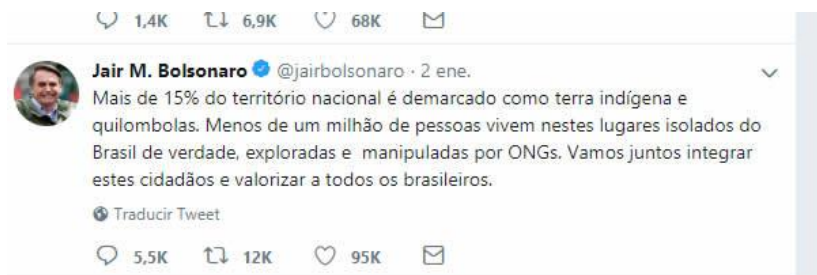 1,4K 6,9K 68K
Jair M. Bolsonaro @jairbolsonaro · 2 ene.
Mais de 15% do território nacional é demarcado como terra indígena e
quilombolas. Menos de um milhão de pessoas vivem nestes lugares isolados do
Brasil de verdade, exploradas e manipuladas por ONGs. Vamos juntos integrar
estes cidadãos e valorizar a todos os brasileiros.
Traducir Tweet
5,5K 12K 95K